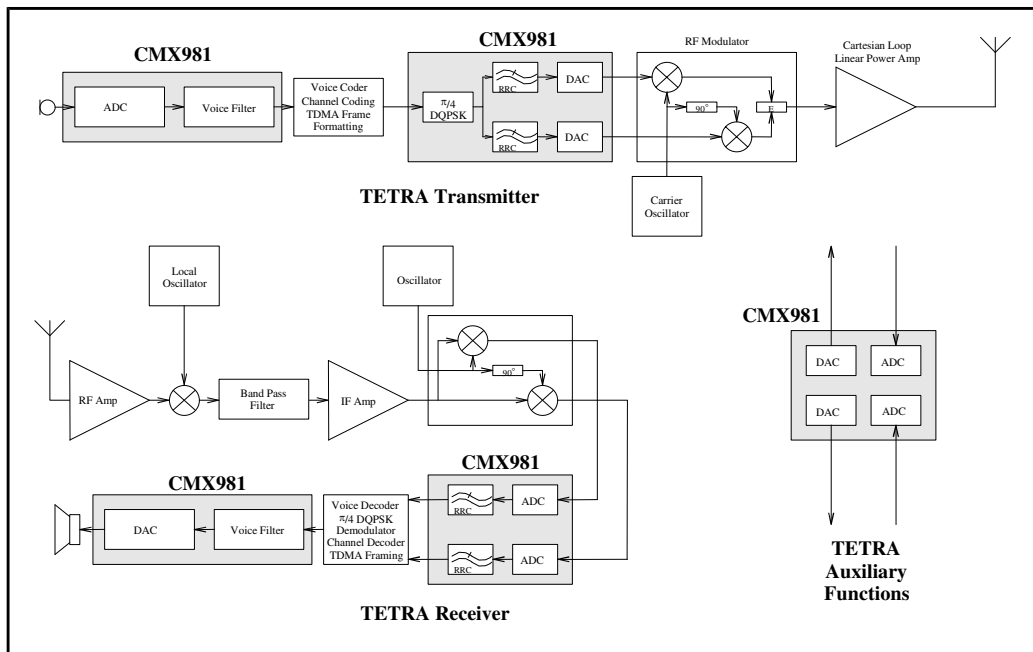 CMX981
ADC
Voice Filter
Voice Coder
Channel Coding
TDMA Frame
Formatting
CMX981
π/4
DQPSK
RRC
DAC
RRC
DAC
RF Modulator
90°
Carrier
Oscillator
Cartesian Loop
Linear Power Amp
TETRA Transmitter
Local
Oscillator
Oscillator
RF Amp
Band Pass
Filter
IF Amp
90°
CMX981
DAC
ADC
DAC
ADC
TETRA
Auxiliary
Functions
CMX981
DAC
Voice Filter
Voice Decoder
π/4 DQPSK
Demodulator
Channel Decoder
TDMA Framing
CMX981
RRC
ADC
RRC
ADC
TETRA Receiver